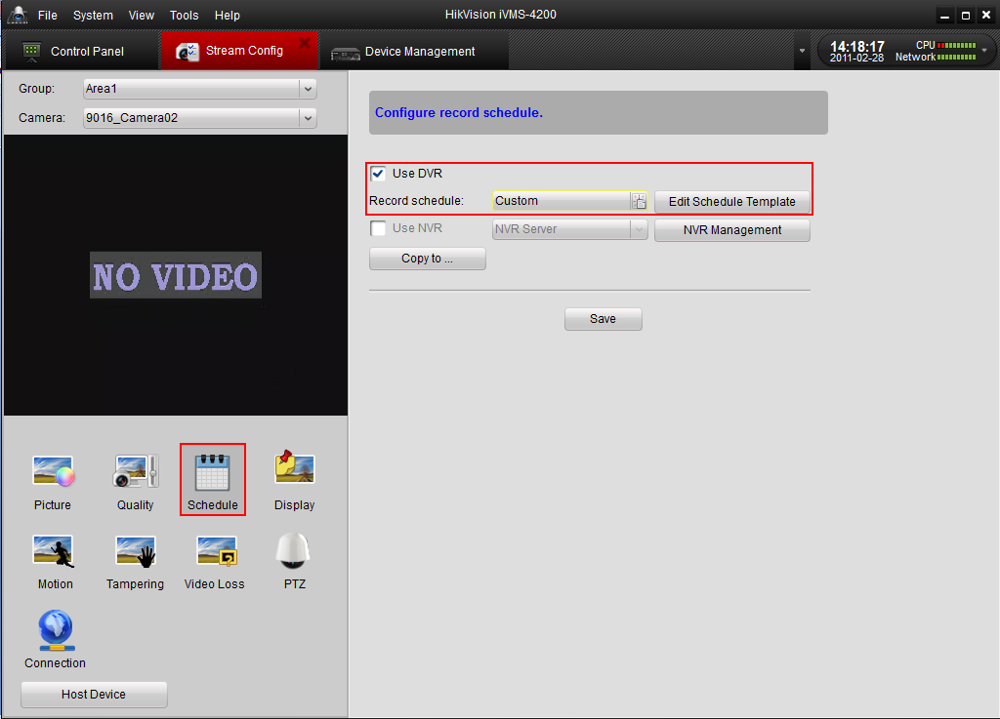 File System View Tools Help HikVision iVMS-4200
Control Panel Stream Config Device Management 14:18:17 CPU
2011-02-28 Network
Group: Area1
Camera: 9016_Camera02
Configure record schedule.
Use DVR
Record schedule: Custom Edit Schedule Template
Use NVR NVR Server NVR Management
Copy to ...
Save
NO VIDEO
Picture Quality Schedule Display
Motion Tampering Video Loss PTZ
Connection
Host Device